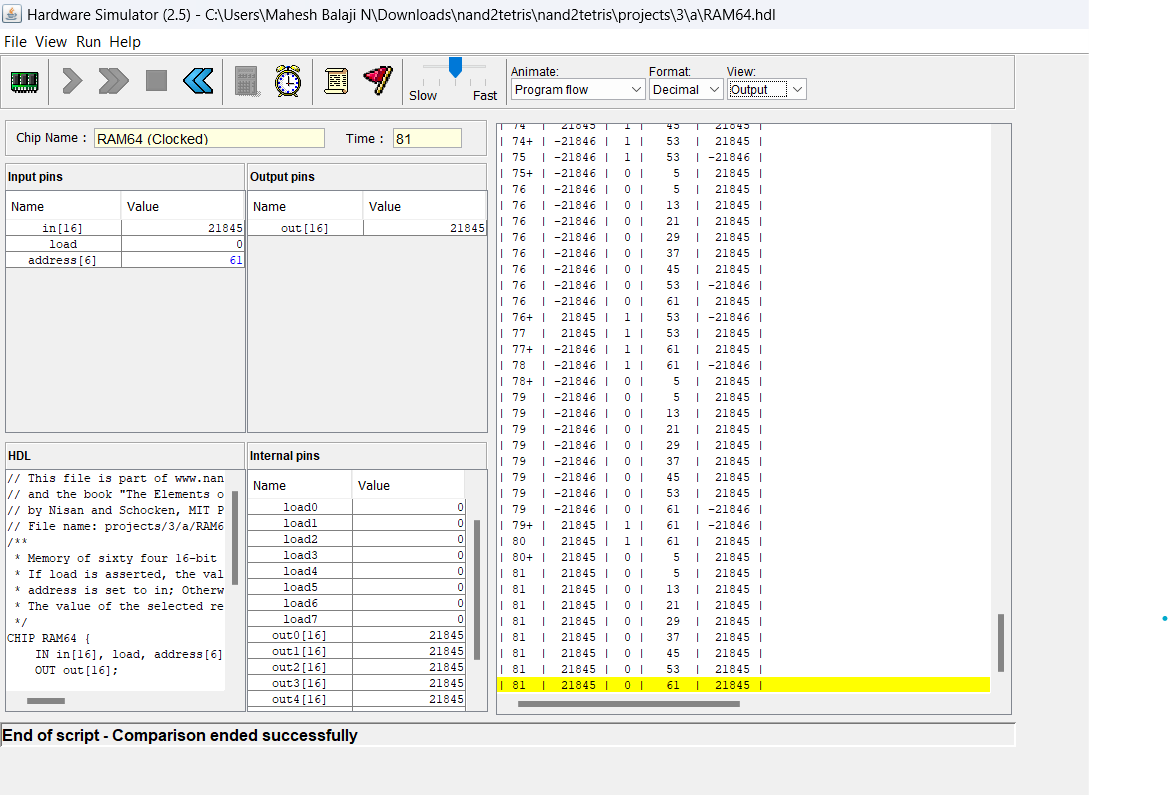 Hardware Simulator (2.5) - C:\Users\Mahesh Balaji N\Downloads\nand2tetris\nand2tetris\projects\3\a\RAM64.hdl
File View Run Help
Slow Fast
Animate: Format: View:
Program flow Decimal Output
Chip Name : RAM64 (Clocked) Time : 81
Input pins
Name Value
in[16] 21845
load 0
address[6] 61
Output pins
Name Value
out[16] 21845
HDL
// This file is part of www.nan
// and the book "The Elements o
// by Nisan and Schocken, MIT P
// File name: projects/3/a/RAM6
/**
* Memory of sixty four 16-bit
* If load is asserted, the val
* address is set to in; Otherw
* The value of the selected re
*/
CHIP RAM64 {
IN in[16], load, address[6]
OUT out[16];
Internal pins
Name Value
load0 0
load1 0
load2 0
load3 0
load4 0
load5 0
load6 0
load7 0
out0[16] 21845
out1[16] 21845
out2[16] 21845
out3[16] 21845
out4[16] 21845
| 74 | 21845 | 1 | 45 | 21845 |
| 74+ | -21846 | 1 | 53 | 21845 |
| 75 | -21846 | 1 | 53 | -21846 |
| 75+ | -21846 | 0 | 5 | 21845 |
| 76 | -21846 | 0 | 5 | 21845 |
| 76 | -21846 | 0 | 13 | 21845 |
| 76 | -21846 | 0 | 21 | 21845 |
| 76 | -21846 | 0 | 29 | 21845 |
| 76 | -21846 | 0 | 37 | 21845 |
| 76 | -21846 | 0 | 45 | 21845 |
| 76 | -21846 | 0 | 53 | -21846 |
| 76 | -21846 | 0 | 61 | 21845 |
| 76+ | 21845 | 1 | 53 | -21846 |
| 77 | 21845 | 1 | 53 | 21845 |
| 77+ | -21846 | 1 | 61 | 21845 |
| 78 | -21846 | 1 | 61 | -21846 |
| 78+ | -21846 | 0 | 5 | 21845 |
| 79 | -21846 | 0 | 5 | 21845 |
| 79 | -21846 | 0 | 13 | 21845 |
| 79 | -21846 | 0 | 21 | 21845 |
| 79 | -21846 | 0 | 29 | 21845 |
| 79 | -21846 | 0 | 37 | 21845 |
| 79 | -21846 | 0 | 45 | 21845 |
| 79 | -21846 | 0 | 53 | 21845 |
| 79 | -21846 | 0 | 61 | -21846 |
| 79+ | 21845 | 1 | 61 | -21846 |
| 80 | 21845 | 1 | 61 | 21845 |
| 80+ | 21845 | 0 | 5 | 21845 |
| 81 | 21845 | 0 | 5 | 21845 |
| 81 | 21845 | 0 | 13 | 21845 |
| 81 | 21845 | 0 | 21 | 21845 |
| 81 | 21845 | 0 | 29 | 21845 |
| 81 | 21845 | 0 | 37 | 21845 |
| 81 | 21845 | 0 | 45 | 21845 |
| 81 | 21845 | 0 | 53 | 21845 |
| 81 | 21845 | 0 | 61 | 21845 |
End of script - Comparison ended successfully